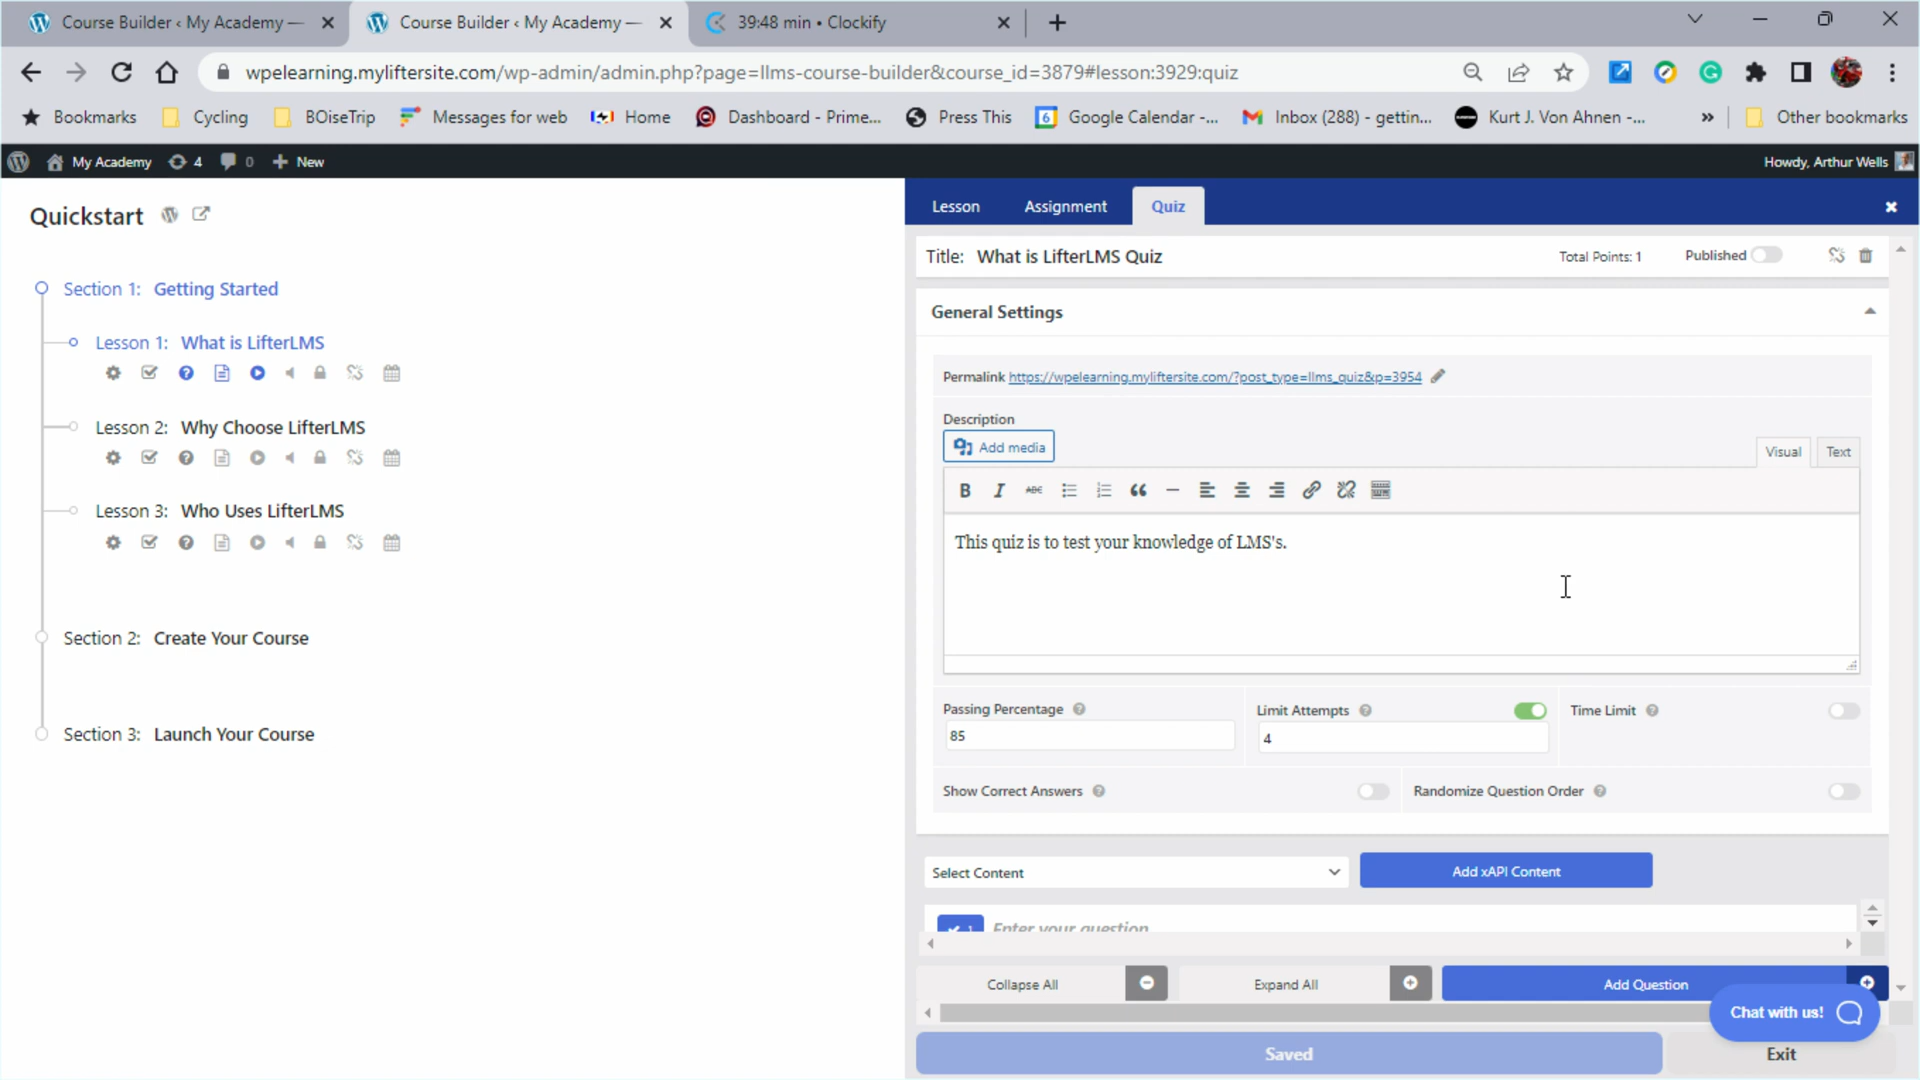 Course Builder ‹ My Academy —
Course Builder ‹ My Academy —
39:48 min • Clockify
wpelearning.myliftersite.com/wp-admin/admin.php?page=llms-course-builder&course_id=3879#lesson:3929:quiz
Bookmarks
Cycling
BOiseTrip
Messages for web
Home
Dashboard - Prime...
Press This
6
Google Calendar -...
Inbox (288) - gettin...
Kurt J. Von Ahnen -...
»
Other bookmarks
My Academy
4
0
New
Howdy, Arthur Wells
Quickstart
Lesson
Assignment
Quiz
Title: What is LifterLMS Quiz
Total Points: 1
Published
Section 1: Getting Started
General Settings
Lesson 1: What is LifterLMS
Permalink https://wpelearning.myliftersite.com/?post_type=llms_quiz&p=3954
Description
Lesson 2: Why Choose LifterLMS
Add media
Visual
Text
B I ABC
Lesson 3: Who Uses LifterLMS
This quiz is to test your knowledge of LMS's.
Section 2: Create Your Course
Section 3: Launch Your Course
Passing Percentage
Limit Attempts
Time Limit
85
4
Show Correct Answers
Randomize Question Order
Select Content
Add xAPI Content
1
Enter your question
Collapse All
Expand All
Add Question
Chat with us!
Saved
Exit